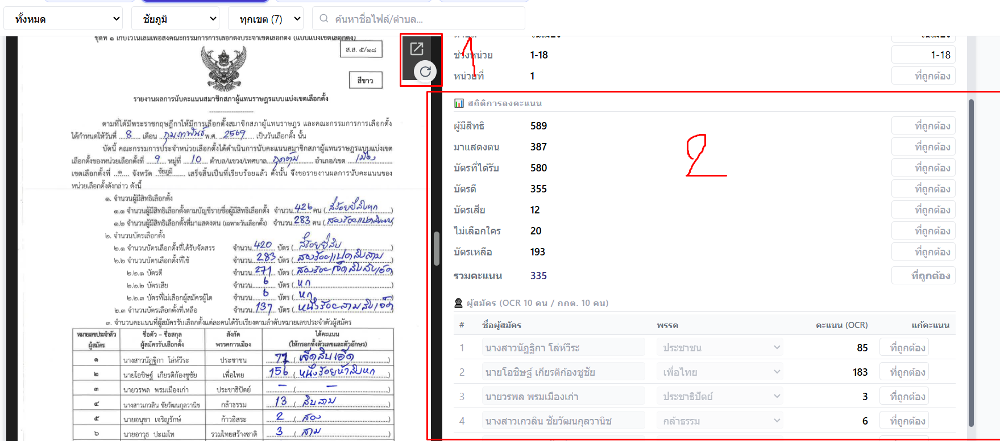 ทั้งหมด
ชัยภูมิ
ทุกเขต (7)
ค้นหาชื่อไฟล์/ตำบล...
ชุดที่ ๑ เก็บไว้ในเล่มเพื่อส่งคณะกรรมการการเลือกตั้งประจำเขตเลือกตั้ง (แบบแบ่งเขตเลือกตั้ง)
ส.ส. ๕/๑๘
สีขาว
รายงานผลการนับคะแนนสมาชิกสภาผู้แทนราษฎรแบบแบ่งเขตเลือกตั้ง
ตามที่ได้มีพระราชกฤษฎีกาให้มีการเลือกตั้งสมาชิกสภาผู้แทนราษฎร และคณะกรรมการการเลือกตั้ง
ได้กำหนดให้วันที่ 8 เดือน กุมภาพันธ์ พ.ศ. 2569 เป็นวันเลือกตั้ง นั้น
บัดนี้ คณะกรรมการประจำหน่วยเลือกตั้งได้ดำเนินการนับคะแนนสมาชิกสภาผู้แทนราษฎรแบบแบ่งเขต
เลือกตั้งของหน่วยเลือกตั้งที่ 9 หมู่ที่ 10 ตำบล/แขวง/เทศบาล กุดตุ้ม อำเภอ/เขต เมือง
เขตเลือกตั้งที่ ๑ จังหวัด ชัยภูมิ เสร็จสิ้นเป็นที่เรียบร้อยแล้ว ดังนั้น จึงขอรายงานผลการนับคะแนนของ
หน่วยเลือกตั้งดังกล่าว ดังนี้
๑. จำนวนผู้มีสิทธิเลือกตั้ง
๑.๑ จำนวนผู้มีสิทธิเลือกตั้งตามบัญชีรายชื่อผู้มีสิทธิเลือกตั้ง จำนวน 426 คน (สี่ร้อยยี่สิบหก)
๑.๒ จำนวนผู้มีสิทธิเลือกตั้งที่มาแสดงตน (เฉพาะวันเลือกตั้ง) จำนวน 283 คน (สองร้อยแปดสิบสาม)
๒. จำนวนบัตรเลือกตั้ง
๒.๑ จำนวนบัตรเลือกตั้งที่ได้รับจัดสรร จำนวน 420 บัตร (สี่ร้อยยี่สิบ)
๒.๒ จำนวนบัตรเลือกตั้งที่ใช้ จำนวน 283 บัตร (สองร้อยแปดสิบสาม)
๒.๒.๑ บัตรดี จำนวน 271 บัตร (สองร้อยเจ็ดสิบเอ็ด)
๒.๒.๒ บัตรเสีย จำนวน 6 บัตร (หก)
๒.๒.๓ บัตรที่ไม่เลือกผู้สมัครผู้ใด จำนวน 6 บัตร (หก)
๒.๓ จำนวนบัตรเลือกตั้งที่เหลือ จำนวน 137 บัตร (หนึ่งร้อยสามสิบเจ็ด)
๓. จำนวนคะแนนที่ผู้สมัครรับเลือกตั้งแต่ละคนได้รับเรียงตามลำดับหมายเลขประจำตัวผู้สมัคร
หมายเลขประจำตัวผู้สมัคร ชื่อตัว – ชื่อสกุล ผู้สมัครรับเลือกตั้ง สังกัดพรรคการเมือง ได้คะแนน (ให้กรอกทั้งตัวเลขและตัวอักษร)
๑ นางสาวนัฏฐิกา โล่ห์วีระ ประชาชน 71 (เจ็ดสิบเอ็ด)
๒ นายโอชิษฐ์ เกียรติก้องชูชัย เพื่อไทย 156 (หนึ่งร้อยห้าสิบหก)
๓ นายวรพล พรมเมืองเก่า ประชาธิปัตย์ – (–)
๔ นางสาวเกวลิน ชัยวัฒนกุลวานิช กล้าธรรม 13 (สิบสาม)
๕ นายอนุชา เจริญรักษ์ ก้าวอิสระ 2 (สอง)
๖ นายอาวุธ ปะเมโท รวมไทยสร้างชาติ 3 (สาม)
1
ช่วงหน่วย 1-18 1-18
หน่วยที่ 1 ที่ถูกต้อง
สถิติการลงคะแนน
ผู้มีสิทธิ 589 ที่ถูกต้อง
มาแสดงตน 387 ที่ถูกต้อง
2
บัตรที่ได้รับ 580 ที่ถูกต้อง
บัตรดี 355 ที่ถูกต้อง
บัตรเสีย 12 ที่ถูกต้อง
ไม่เลือกใคร 20 ที่ถูกต้อง
บัตรเหลือ 193 ที่ถูกต้อง
รวมคะแนน 335 ที่ถูกต้อง
ผู้สมัคร (OCR 10 คน / กกต. 10 คน)
# ชื่อผู้สมัคร พรรค คะแนน (OCR) แก้คะแนน
1 นางสาวนัฏฐิกา โล่ห์วีระ ประชาชน 85 ที่ถูกต้อง
2 นายโอชิษฐ์ เกียรติก้องชูชัย เพื่อไทย 183 ที่ถูกต้อง
3 นายวรพล พรมเมืองเก่า ประชาธิปัตย์ 3 ที่ถูกต้อง
4 นางสาวเกวลิน ชัยวัฒนกุลวานิช กล้าธรรม 6 ที่ถูกต้อง